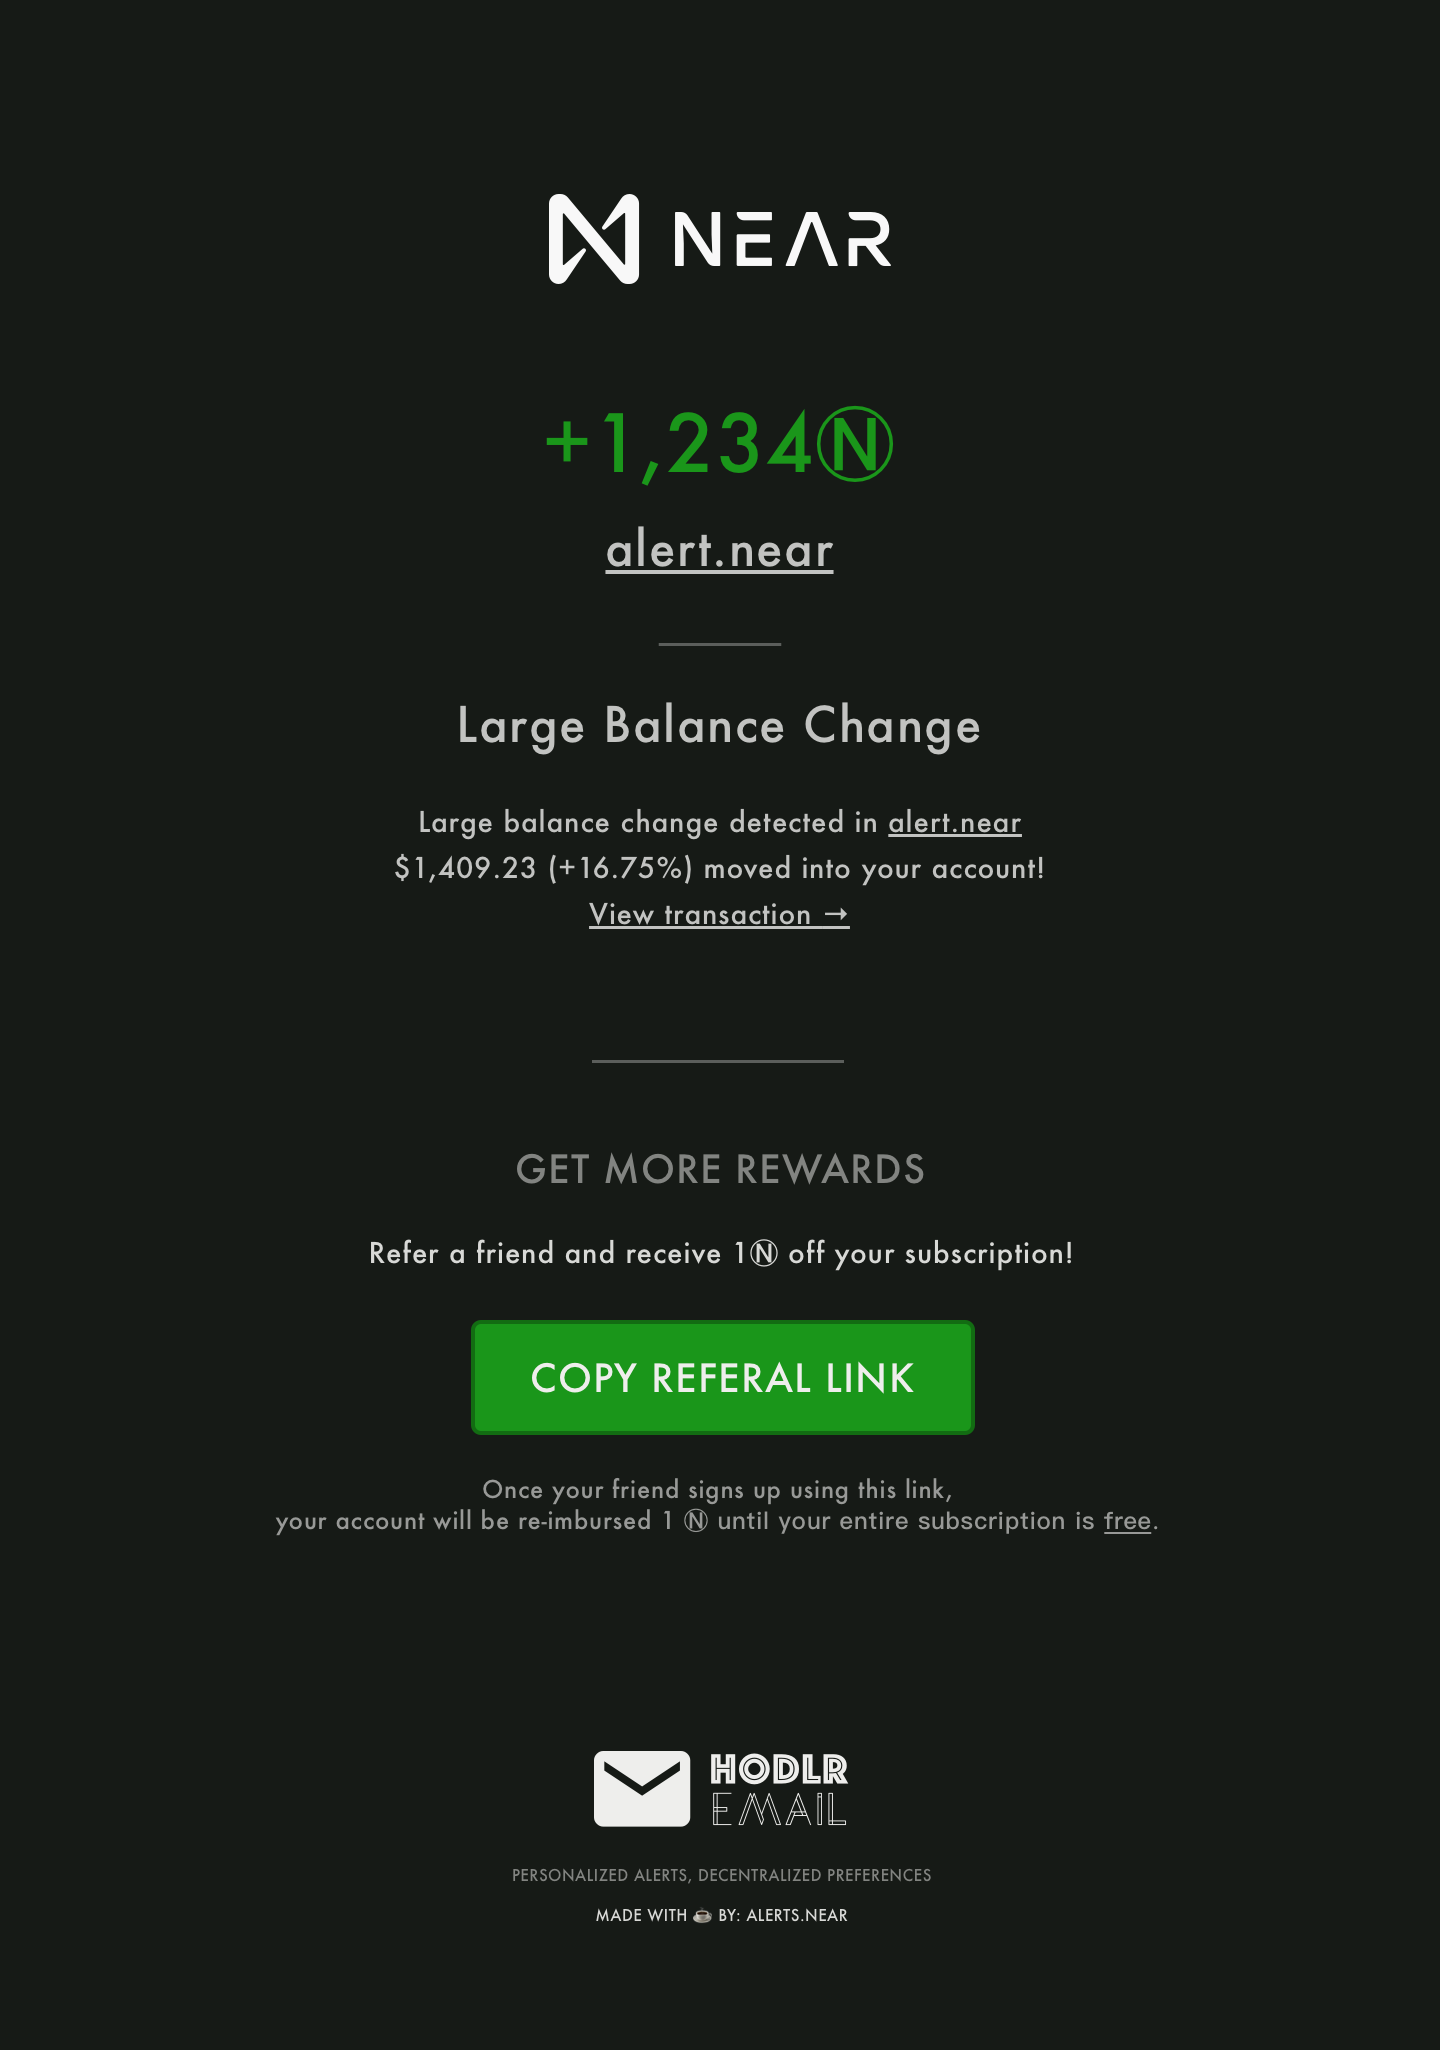 NEAR
+1,234Ⓝ
alert.near
Large Balance Change
Large balance change detected in alert.near
$1,409.23 (+16.75%) moved into your account!
View transaction →
GET MORE REWARDS
Refer a friend and receive 1Ⓝ off your subscription!
COPY REFERAL LINK
Once your friend signs up using this link,
your account will be re-imbursed 1 Ⓝ until your entire subscription is free.
HODLR
EMAIL
PERSONALIZED ALERTS, DECENTRALIZED PREFERENCES
MADE WITH ☕ BY: ALERTS.NEAR